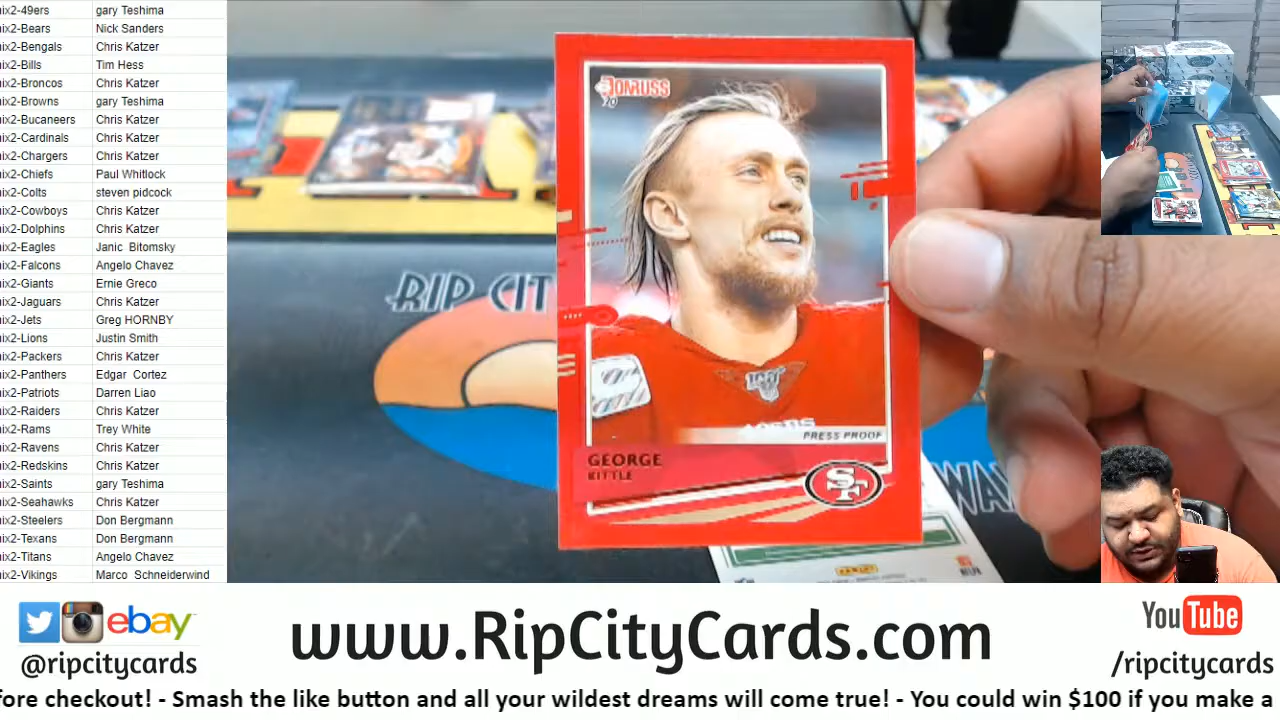 ix2-49ers gary Teshima
ix2-Bears Nick Sanders
ix2-Bengals Chris Katzer
ix2-Bills Tim Hess
ix2-Broncos Chris Katzer
ix2-Browns gary Teshima
ix2-Bucaneers Chris Katzer
ix2-Cardinals Chris Katzer
ix2-Chargers Chris Katzer
ix2-Chiefs Paul Whitlock
ix2-Colts steven pidcock
ix2-Cowboys Chris Katzer
ix2-Dolphins Chris Katzer
ix2-Eagles Janic Bitomsky
ix2-Falcons Angelo Chavez
ix2-Giants Ernie Greco
ix2-Jaguars Chris Katzer
ix2-Jets Greg HORNBY
ix2-Lions Justin Smith
ix2-Packers Chris Katzer
ix2-Panthers Edgar Cortez
ix2-Patriots Darren Liao
ix2-Raiders Chris Katzer
ix2-Rams Trey White
ix2-Ravens Chris Katzer
ix2-Redskins Chris Katzer
ix2-Saints gary Teshima
ix2-Seahawks Chris Katzer
ix2-Steelers Don Bergmann
ix2-Texans Don Bergmann
ix2-Titans Angelo Chavez
ix2-Vikings Marco Schneiderwind
RIP CIT
DONRUSS
20
100
PRESS PROOF
GEORGE
KITTLE
SF
WAX
PANINI
ebay
@ripcitycards
www.RipCityCards.com
YouTube
/ripcitycards
fore checkout! - Smash the like button and all your wildest dreams will come true! - You could win $100 if you make a